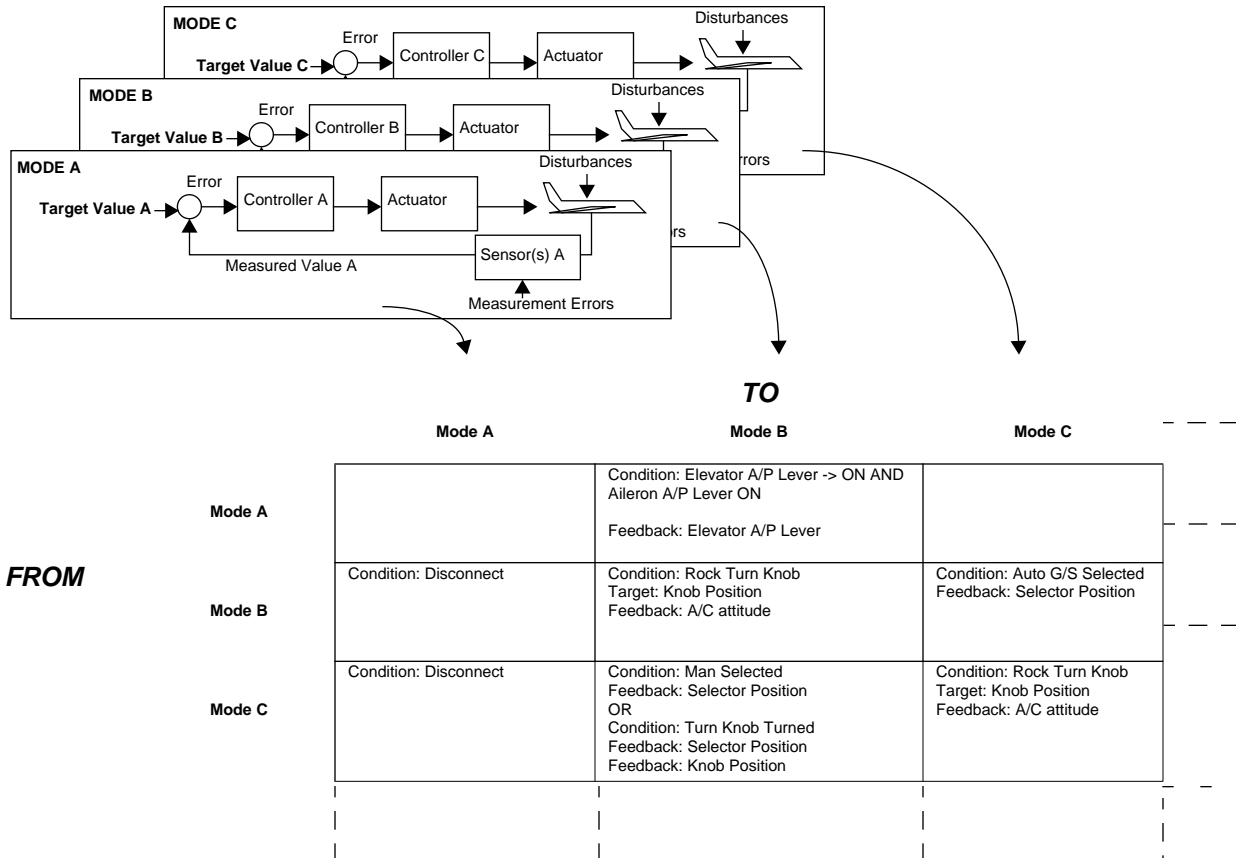 MODE C
Disturbances
Error
Controller C
Actuator
Target Value C
MODE B
Disturbances
Error
Controller B
Actuator
Target Value B
rrors
MODE A
Disturbances
Error
Controller A
Actuator
Target Value A
rs
Sensor(s) A
Measured Value A
Measurement Errors
TO
Mode A
Mode B
Mode C
FROM
Mode A
Condition: Elevator A/P Lever -> ON AND
Aileron A/P Lever ON
Feedback: Elevator A/P Lever
Mode B
Condition: Disconnect
Condition: Rock Turn Knob
Target: Knob Position
Feedback: A/C attitude
Condition: Auto G/S Selected
Feedback: Selector Position
Mode C
Condition: Disconnect
Condition: Man Selected
Feedback: Selector Position
OR
Condition: Turn Knob Turned
Feedback: Selector Position
Feedback: Knob Position
Condition: Rock Turn Knob
Target: Knob Position
Feedback: A/C attitude